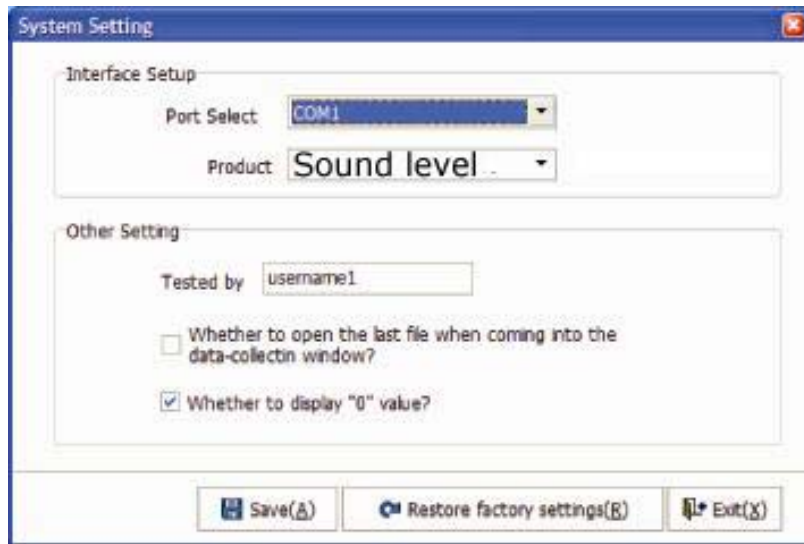 System Setting
Interface Setup
Port Select COM1
Product Sound level
Other Setting
Tested by username1
Whether to open the last file when coming into the
data-collectin window?
Whether to display "0" value?
Save(A) Restore factory settings(R) Exit(X)